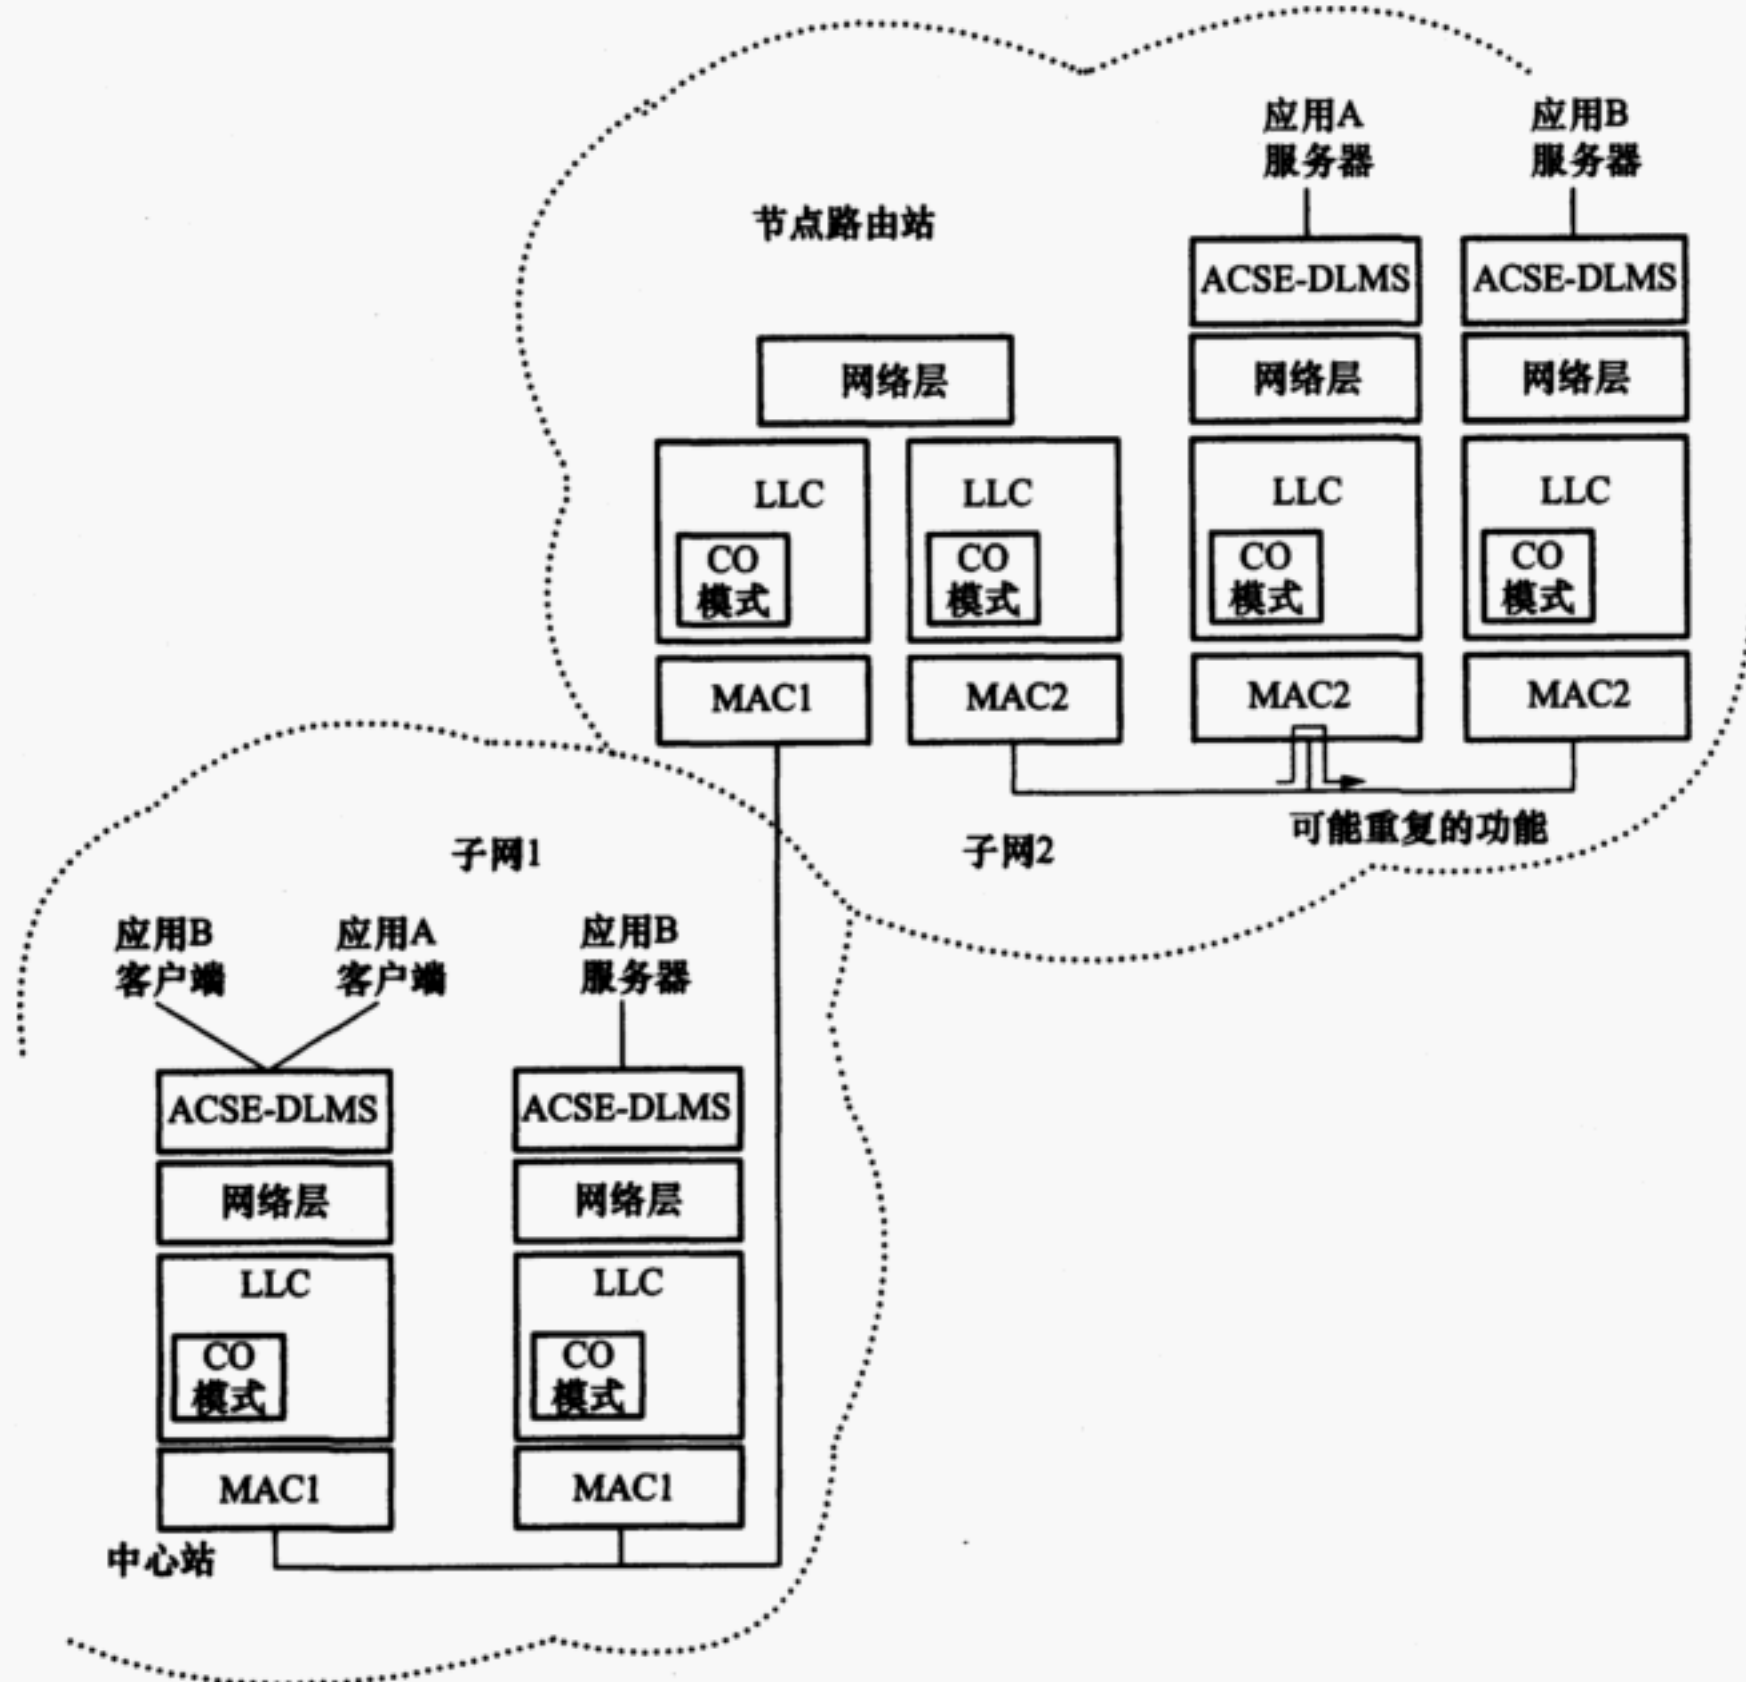 应用A
服务器
应用B
服务器
节点路由站
ACSE-DLMS
ACSE-DLMS
网络层
网络层
网络层
LLC
LLC
LLC
LLC
CO
模式
CO
模式
CO
模式
CO
模式
MAC1
MAC2
MAC2
MAC2
可能重复的功能
子网1
子网2
应用B
客户端
应用A
客户端
应用B
服务器
ACSE-DLMS
ACSE-DLMS
网络层
网络层
LLC
LLC
CO
模式
CO
模式
MAC1
MAC1
中心站